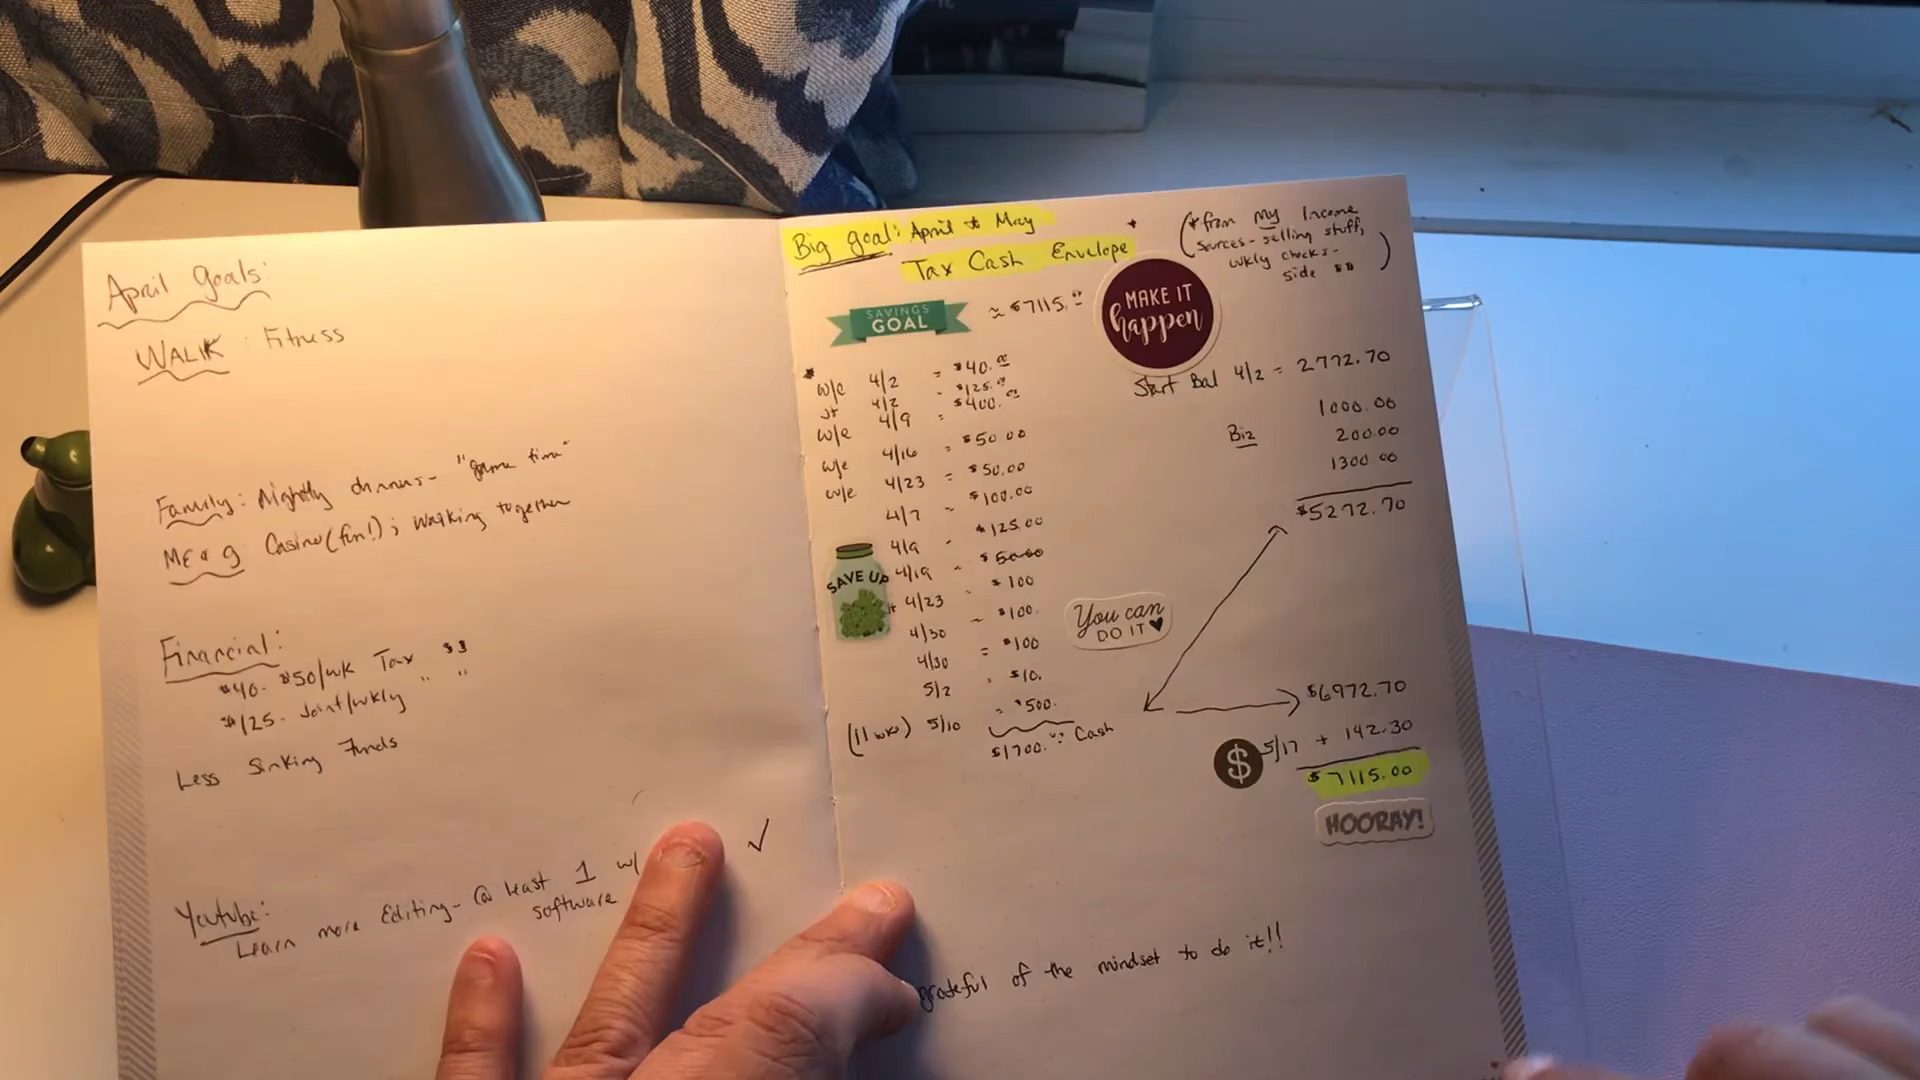 April Goals:
WALK : Fitness
Family: Nightly dinners - "game time"
ME & g Casino (fun!); walking together
Financial:
$40 - $50/wk Tax $$
$125 - Joint/wkly " "
Less Sinking Funds
Youtube:
Learn more Editing - @ least 1 w/
software ✓
Big goal: April to May
Tax Cash Envelope
* (*from my Income
sources - selling stuff,
wkly checks -
side $$)
SAVINGS
GOAL
≈ $7115.00
MAKE IT
happen
* w/e 4/2 = $40.00
jt 4/2 - $125.00
w/e 4/9 = $400.00
w/e 4/16 = $50.00
w/e 4/23 = $50.00
4/7 - $100.00
4/9 - $125.00
4/19 - $50.00
jt 4/23 - $100
4/30 - $100.
4/30 = $100
5/2 - $10.
(11 wks) 5/10 = $500.
$1700.00 Cash
SAVE UP
You can
DO IT
Start Bal 4/2 = 2772.70
1000.00
Biz 200.00
1300.00
$5272.70
$6972.70
$ 5/17 + 142.30
$7115.00
HOORAY!
grateful of the mindset to do it!!